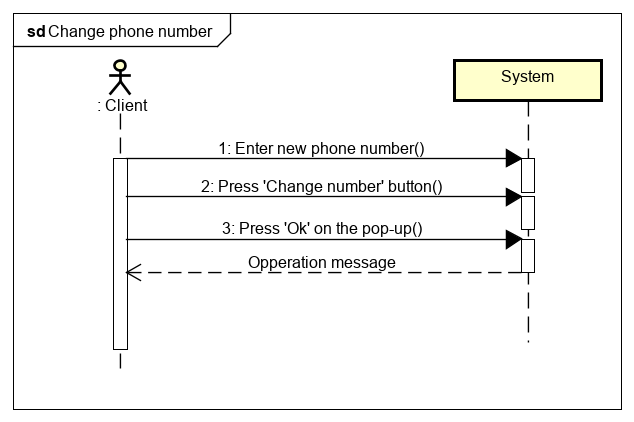 sd Change phone number
: Client
System
1: Enter new phone number()
2: Press 'Change number' button()
3: Press 'Ok' on the pop-up()
Opperation message